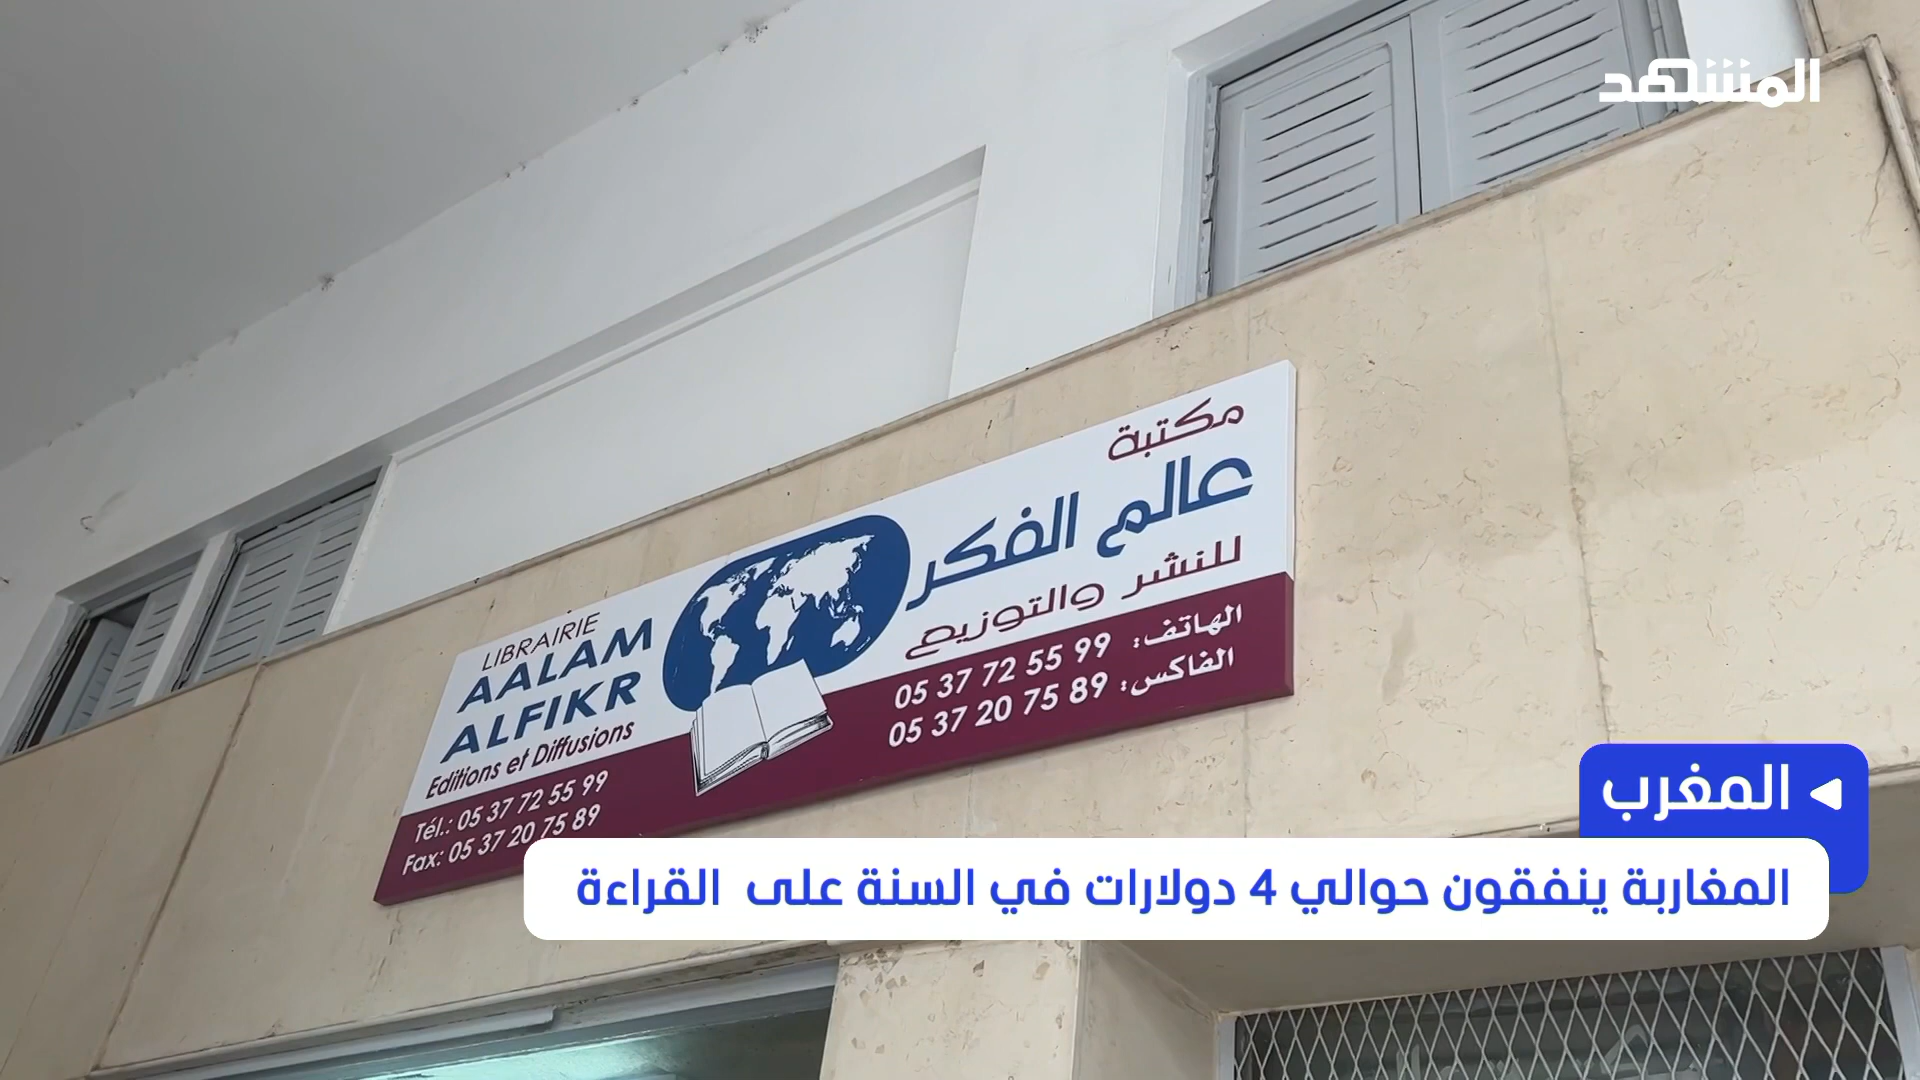 المشهد
مكتبة
عالم الفكر
للنشر والتوزيع
الهاتف: 05 37 72 55 99
الفاكس: 05 37 20 75 89
LIBRAIRIE
AALAM
ALFIKR
Editions et Diffusions
Tél.: 05 37 72 55 99
Fax: 05 37 20 75 89
المغرب
المغاربة ينفقون حوالي 4 دولارات في السنة على القراءة